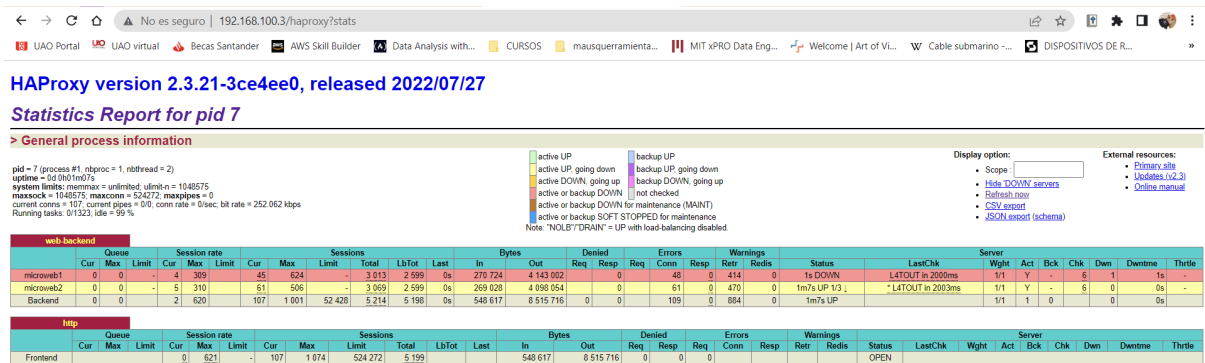 No es seguro | 192.168.100.3/haproxy?stats
UAO Portal UAO virtual Becas Santander AWS Skill Builder Data Analysis with... CURSOS mausquerramienta... MIT xPRO Data Eng... Welcome | Art of Vi... Cable submarino -... DISPOSITIVOS DE R... »
HAProxy version 2.3.21-3ce4ee0, released 2022/07/27
Statistics Report for pid 7
> General process information
pid = 7 (process #1, nbproc = 1, nbthread = 2)
uptime = 0d 0h01m07s
system limits: memmax = unlimited; ulimit-n = 1048575
maxsock = 1048575; maxconn = 524272; maxpipes = 0
current conns = 107; current pipes = 0/0; conn rate = 0/sec; bit rate = 252.062 kbps
Running tasks: 0/1323; idle = 99 %
active UP backup UP
active UP, going down backup UP, going down
active DOWN, going up backup DOWN, going up
active or backup DOWN not checked
active or backup DOWN for maintenance (MAINT)
active or backup SOFT STOPPED for maintenance
Note: "NOLB"/"DRAIN" = UP with load-balancing disabled.
Display option:
• Scope :
• Hide 'DOWN' servers
• Refresh now
• CSV export
• JSON export (schema)
External resources:
• Primary site
• Updates (v2.3)
• Online manual
web-backend
Queue Session rate Sessions Bytes Denied Errors Warnings Server
Cur Max Limit Cur Max Limit Cur Max Limit Total LbTot Last In Out Req Resp Req Conn Resp Retr Redis Status LastChk Wght Act Bck Chk Dwn Dwntme Thrtle
microweb1 0 0 - 4 309 45 624 - 3 013 2 599 0s 270 724 4 143 002 0 48 0 414 0 1s DOWN L4TOUT in 2000ms 1/1 Y - 6 1 1s -
microweb2 0 0 - 5 310 61 506 - 3 069 2 599 0s 269 028 4 098 054 0 61 0 470 0 1m7s UP 1/3 ↓ * L4TOUT in 2003ms 1/1 Y - 6 0 0s -
Backend 0 0 2 620 107 1 001 52 428 5 214 5 198 0s 548 617 8 515 716 0 0 109 0 884 0 1m7s UP 1/1 1 0 0 0s
http
Queue Session rate Sessions Bytes Denied Errors Warnings Server
Cur Max Limit Cur Max Limit Cur Max Limit Total LbTot Last In Out Req Resp Req Conn Resp Retr Redis Status LastChk Wght Act Bck Chk Dwn Dwntme Thrtle
Frontend 0 621 - 107 1 074 524 272 5 199 548 617 8 515 716 0 0 0 OPEN